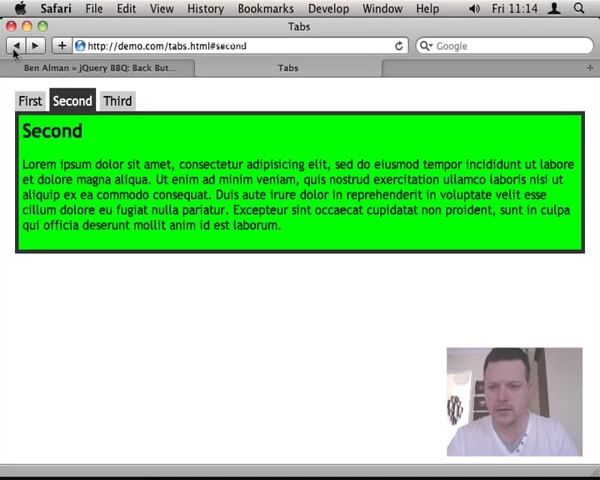 Safari File Edit View History Bookmarks Develop Window Help Fri 11:14
Tabs
http://demo.com/tabs.html#second
Google
Ben Alman » jQuery BBQ: Back But...
Tabs
First Second Third
Second
Lorem ipsum dolor sit amet, consectetur adipisicing elit, sed do eiusmod tempor incididunt ut labore
et dolore magna aliqua. Ut enim ad minim veniam, quis nostrud exercitation ullamco laboris nisi ut
aliquip ex ea commodo consequat. Duis aute irure dolor in reprehenderit in voluptate velit esse
cillum dolore eu fugiat nulla pariatur. Excepteur sint occaecat cupidatat non proident, sunt in culpa
qui officia deserunt mollit anim id est laborum.